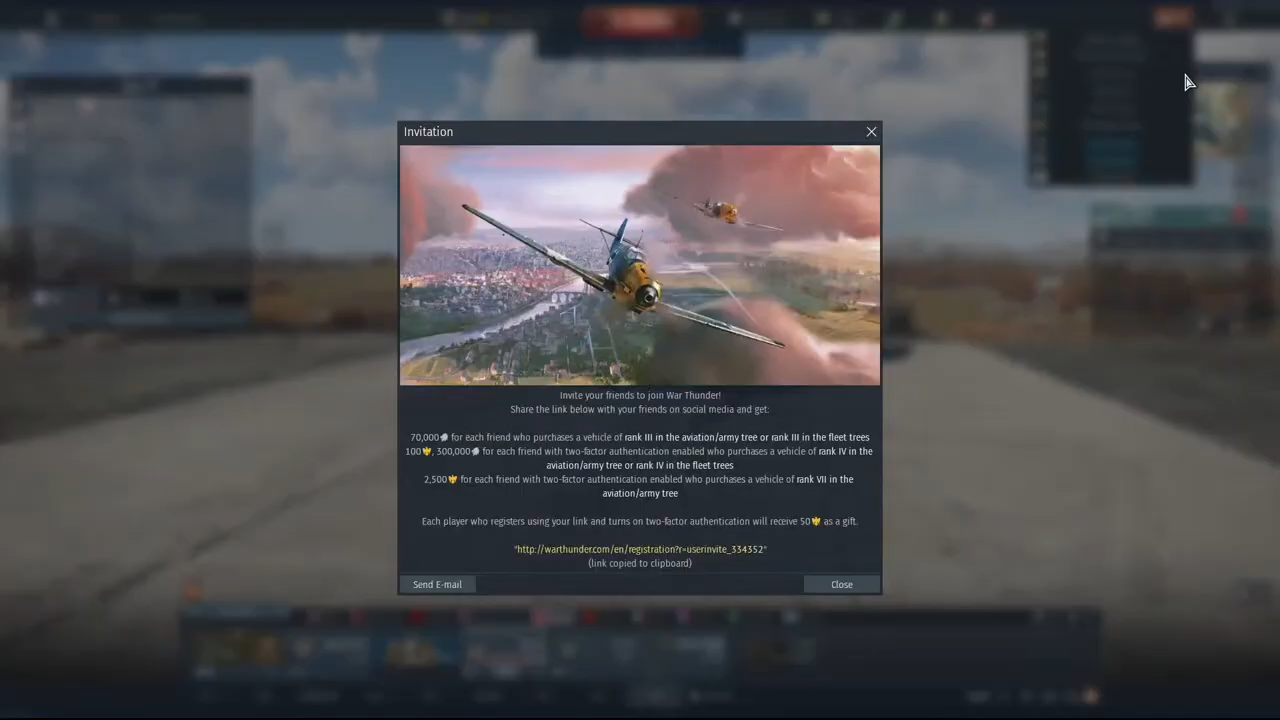 Invitation
Invite your friends to join War Thunder!
Share the link below with your friends on social media and get:
70,000 for each friend who purchases a vehicle of rank III in the aviation/army tree or rank III in the fleet trees
100, 300,000 for each friend with two-factor authentication enabled who purchases a vehicle of rank IV in the
aviation/army tree or rank IV in the fleet trees
2,500 for each friend with two-factor authentication enabled who purchases a vehicle of rank VII in the
aviation/army tree
Each player who registers using your link and turns on two-factor authentication will receive 50 as a gift.
"http://warthunder.com/en/registration?r=userinvite_334352"
(link copied to clipboard)
Send E-mail
Close